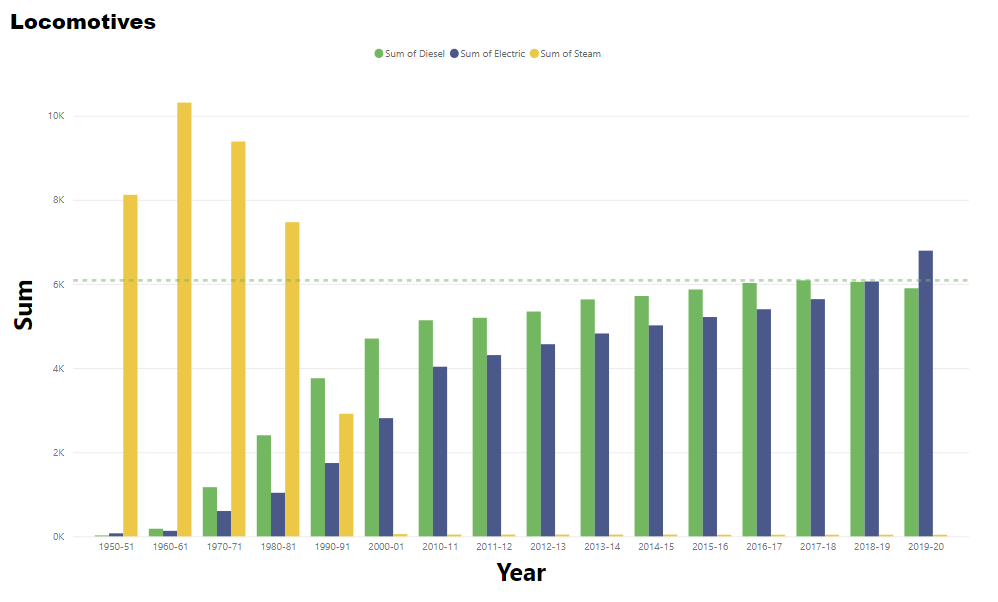 Locomotives
Sum of Diesel Sum of Electric Sum of Steam
10K
8K
6K
4K
2K
0K
Sum
1950-51 1960-61 1970-71 1980-81 1990-91 2000-01 2010-11 2011-12 2012-13 2013-14 2014-15 2015-16 2016-17 2017-18 2018-19 2019-20
Year